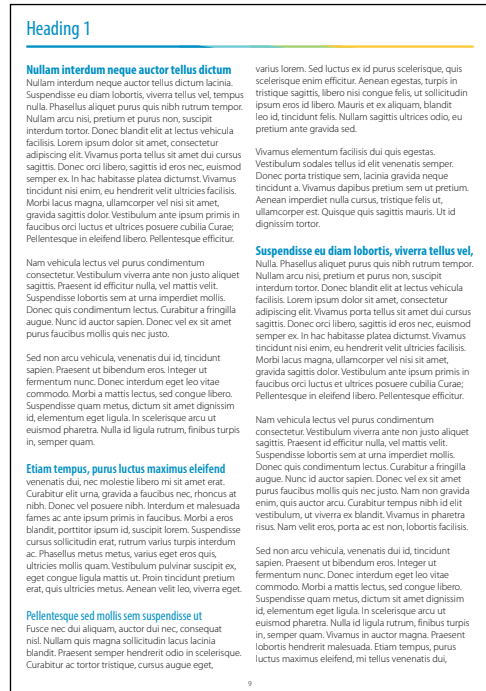 Heading 1
Nullam interdum neque auctor tellus dictum
Nullam interdum neque auctor tellus dictum lacinia.
Suspendisse eu diam lobortis, viverra tellus vel, tempus
nulla. Phasellus aliquet purus quis nibh rutrum tempor.
Nullam arcu nisi, pretium et purus non, suscipit
interdum tortor. Donec blandit elit at lectus vehicula
facilisis. Lorem ipsum dolor sit amet, consectetur
adipiscing elit. Vivamus porta tellus sit amet dui cursus
sagittis. Donec orci libero, sagittis id eros nec, euismod
semper ex. In hac habitasse platea dictumst. Vivamus
tincidunt nisi enim, eu hendrerit velit ultricies facilisis.
Morbi lacus magna, ullamcorper vel nisi sit amet,
gravida sagittis dolor. Vestibulum ante ipsum primis in
faucibus orci luctus et ultrices posuere cubilia Curae;
Pellentesque in eleifend libero. Pellentesque efficitur.
Nam vehicula lectus vel purus condimentum
consectetur. Vestibulum viverra ante non justo aliquet
sagittis. Praesent id efficitur nulla, vel mattis velit.
Suspendisse lobortis sem at urna imperdiet mollis.
Donec quis condimentum lectus. Curabitur a fringilla
augue. Nunc id auctor sapien. Donec vel ex sit amet
purus faucibus mollis quis nec justo.
Sed non arcu vehicula, venenatis dui id, tincidunt
sapien. Praesent ut bibendum eros. Integer ut
fermentum nunc. Donec interdum eget leo vitae
commodo. Morbi a mattis lectus, sed congue libero.
Suspendisse quam metus, dictum sit amet dignissim
id, elementum eget ligula. In scelerisque arcu ut
euismod pharetra. Nulla id ligula rutrum, finibus turpis
in, semper quam.
Etiam tempus, purus luctus maximus eleifend
venenatis dui, nec molestie libero mi sit amet erat.
Curabitur elit urna, gravida a faucibus nec, rhoncus at
nibh. Donec vel posuere nibh. Interdum et malesuada
fames ac ante ipsum primis in faucibus. Morbi a eros
blandit, porttitor ipsum id, suscipit lorem. Suspendisse
cursus sollicitudin erat, rutrum varius turpis interdum
ac. Phasellus metus metus, varius eget eros quis,
ultricies mollis quam. Vestibulum pulvinar suscipit ex,
eget congue ligula mattis ut. Proin tincidunt pretium
erat, quis ultricies metus. Aenean velit leo, viverra eget.
Pellentesque sed mollis sem suspendisse ut
Fusce nec dui aliquam, auctor dui nec, consequat
nisl. Nullam quis magna sollicitudin lacus lacinia
blandit. Praesent semper hendrerit odio in scelerisque.
Curabitur ac tortor tristique, cursus augue eget,
varius lorem. Sed luctus ex id purus scelerisque, quis
scelerisque enim efficitur. Aenean egestas, turpis in
tristique sagittis, libero nisi congue felis, ut sollicitudin
ipsum eros id libero. Mauris et ex aliquam, blandit
leo id, tincidunt felis. Nullam sagittis ultrices odio, eu
pretium ante gravida sed.
Vivamus elementum facilisis dui quis egestas.
Vestibulum sodales tellus id elit venenatis semper.
Donec porta tristique sem, lacinia gravida neque
tincidunt a. Vivamus dapibus pretium sem ut pretium.
Aenean imperdiet nulla cursus, tristique felis ut,
ullamcorper est. Quisque quis sagittis mauris. Ut id
dignissim tortor.
Suspendisse eu diam lobortis, viverra tellus vel,
Nulla. Phasellus aliquet purus quis nibh rutrum tempor.
Nullam arcu nisi, pretium et purus non, suscipit
interdum tortor. Donec blandit elit at lectus vehicula
facilisis. Lorem ipsum dolor sit amet, consectetur
adipiscing elit. Vivamus porta tellus sit amet dui cursus
sagittis. Donec orci libero, sagittis id eros nec, euismod
semper ex. In hac habitasse platea dictumst. Vivamus
tincidunt nisi enim, eu hendrerit velit ultricies facilisis.
Morbi lacus magna, ullamcorper vel nisi sit amet,
gravida sagittis dolor. Vestibulum ante ipsum primis in
faucibus orci luctus et ultrices posuere cubilia Curae;
Pellentesque in eleifend libero. Pellentesque efficitur.
Nam vehicula lectus vel purus condimentum
consectetur. Vestibulum viverra ante non justo aliquet
sagittis. Praesent id efficitur nulla, vel mattis velit.
Suspendisse lobortis sem at urna imperdiet mollis.
Donec quis condimentum lectus. Curabitur a fringilla
augue. Nunc id auctor sapien. Donec vel ex sit amet
purus faucibus mollis quis nec justo. Nam non gravida
enim, quis auctor arcu. Curabitur tempus nibh id elit
vestibulum, ut viverra ex blandit. Vivamus in pharetra
risus. Nam velit eros, porta ac est non, lobortis facilisis.
Sed non arcu vehicula, venenatis dui id, tincidunt
sapien. Praesent ut bibendum eros. Integer ut
fermentum nunc. Donec interdum eget leo vitae
commodo. Morbi a mattis lectus, sed congue libero.
Suspendisse quam metus, dictum sit amet dignissim
id, elementum eget ligula. In scelerisque arcu ut
euismod pharetra. Nulla id ligula rutrum, finibus turpis
in, semper quam. Vivamus in auctor magna. Praesent
lobortis hendrerit malesuada. Etiam tempus, purus
luctus maximus eleifend, mi tellus venenatis dui,
9